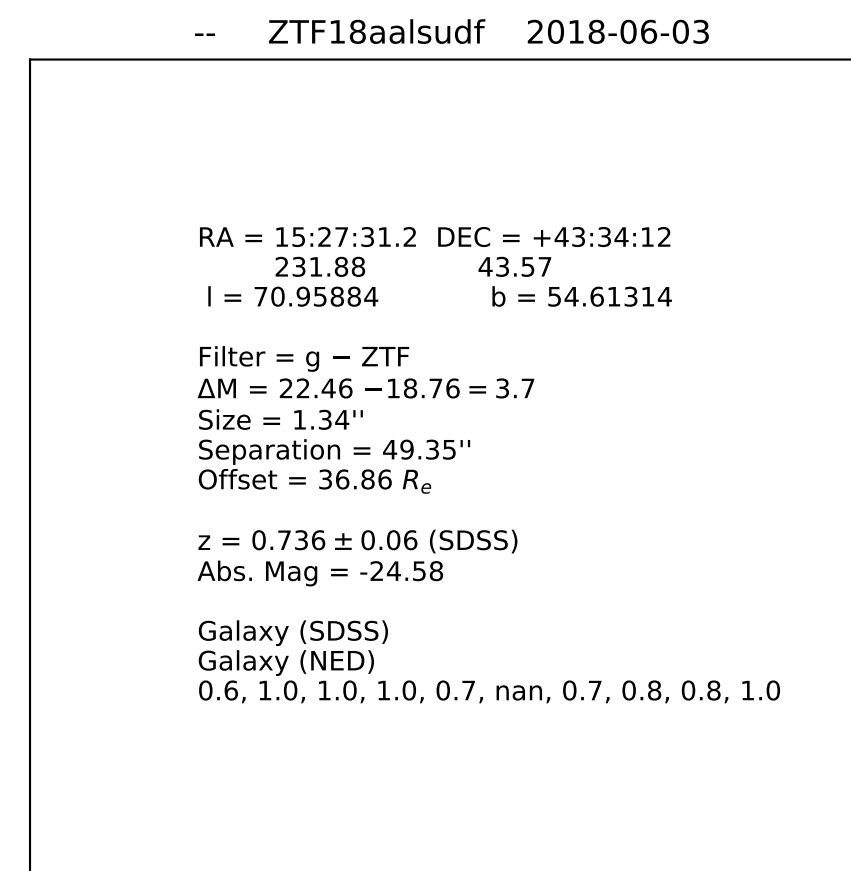 -- ZTF18aalsudf 2018-06-03
RA = 15:27:31.2 DEC = +43:34:12
231.88 43.57
l = 70.95884 b = 54.61314
Filter = g − ZTF
ΔM = 22.46 −18.76 = 3.7
Size = 1.34''
Separation = 49.35''
Offset = 36.86 Re
z = 0.736 ± 0.06 (SDSS)
Abs. Mag = -24.58
Galaxy (SDSS)
Galaxy (NED)
0.6, 1.0, 1.0, 1.0, 0.7, nan, 0.7, 0.8, 0.8, 1.0